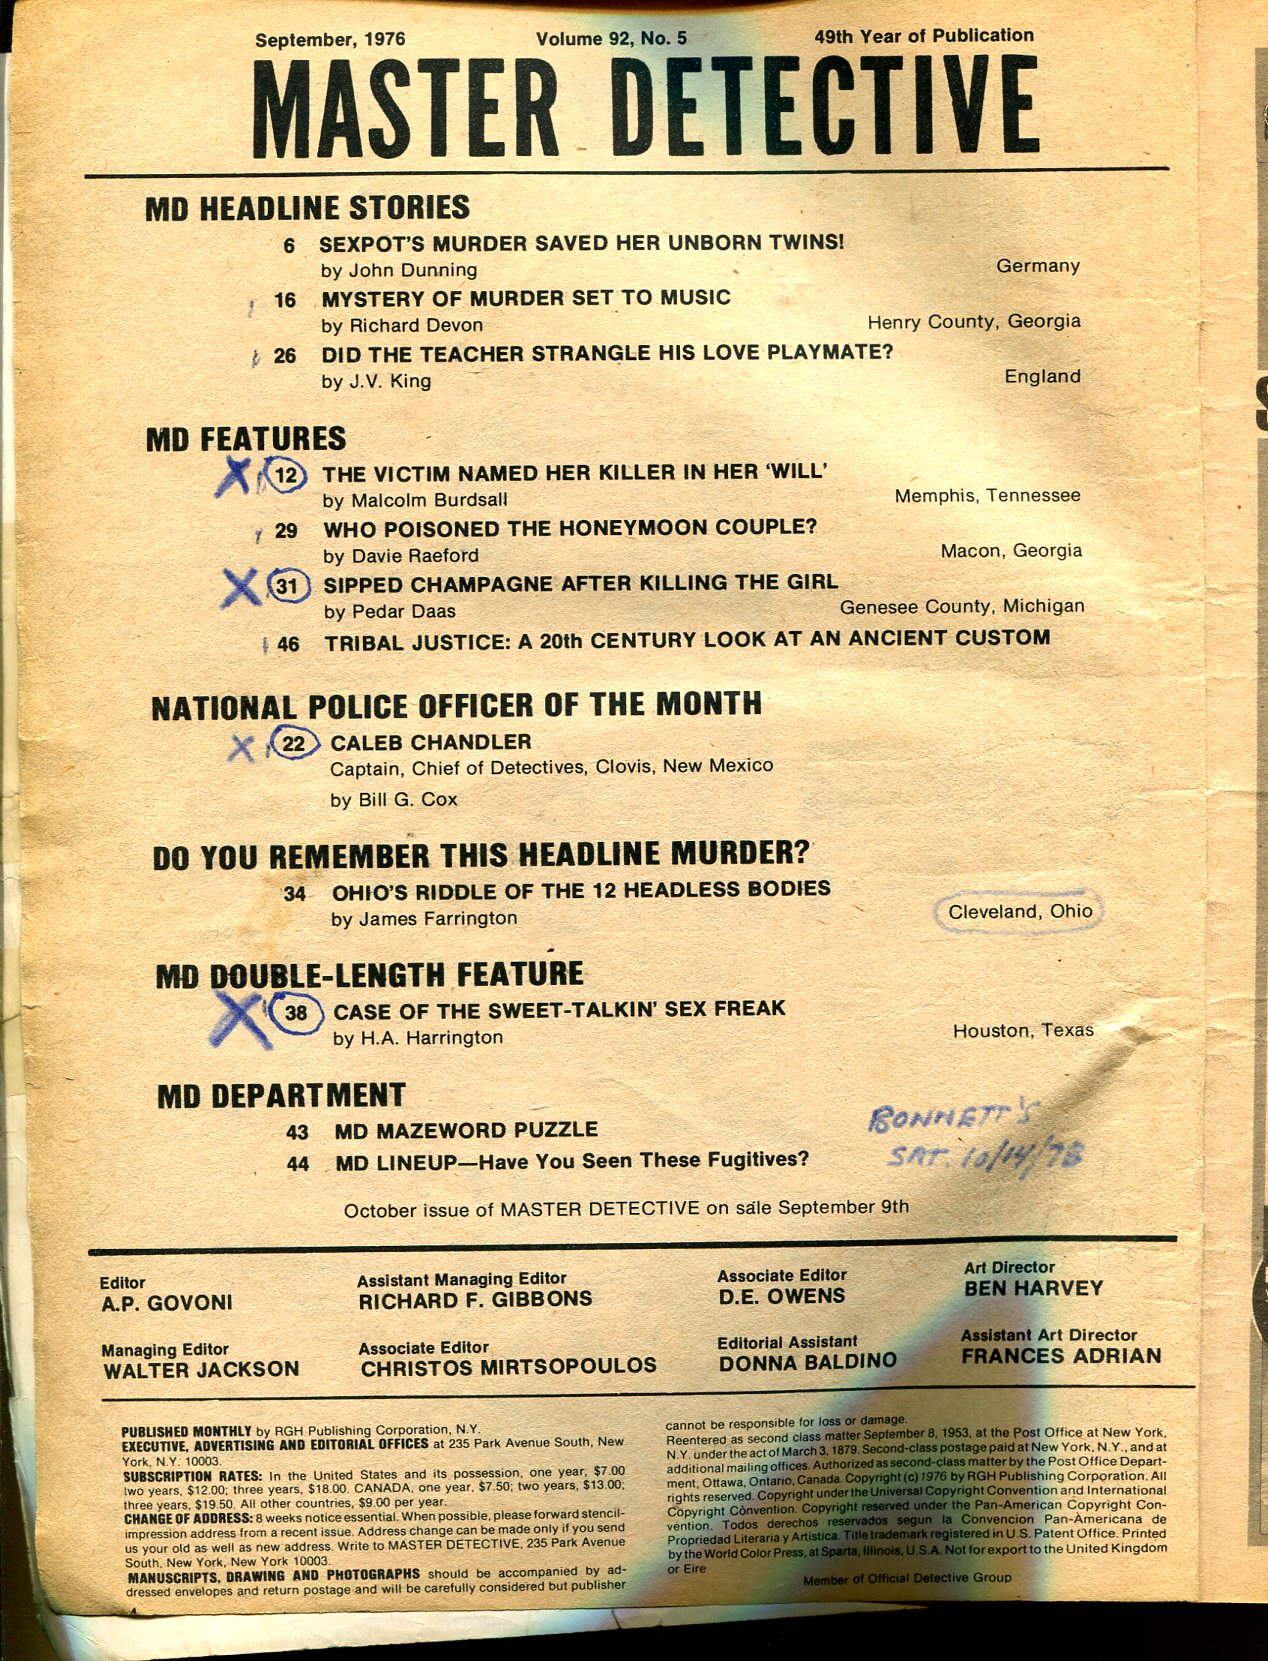 September, 1976 Volume 92, No. 5 49th Year of Publication
MASTER DETECTIVE
MD HEADLINE STORIES
6 SEXPOT'S MURDER SAVED HER UNBORN TWINS!
by John Dunning Germany
16 MYSTERY OF MURDER SET TO MUSIC
by Richard Devon Henry County, Georgia
26 DID THE TEACHER STRANGLE HIS LOVE PLAYMATE?
by J.V. King England
MD FEATURES
X 12 THE VICTIM NAMED HER KILLER IN HER 'WILL'
by Malcolm Burdsall Memphis, Tennessee
29 WHO POISONED THE HONEYMOON COUPLE?
by Davie Raeford Macon, Georgia
X 31 SIPPED CHAMPAGNE AFTER KILLING THE GIRL
by Pedar Daas Genesee County, Michigan
46 TRIBAL JUSTICE: A 20th CENTURY LOOK AT AN ANCIENT CUSTOM
NATIONAL POLICE OFFICER OF THE MONTH
X 22 CALEB CHANDLER
Captain, Chief of Detectives, Clovis, New Mexico
by Bill G. Cox
DO YOU REMEMBER THIS HEADLINE MURDER?
34 OHIO'S RIDDLE OF THE 12 HEADLESS BODIES
by James Farrington Cleveland, Ohio
MD DOUBLE-LENGTH FEATURE
X 38 CASE OF THE SWEET-TALKIN' SEX FREAK
by H.A. Harrington Houston, Texas
MD DEPARTMENT
43 MD MAZEWORD PUZZLE
44 MD LINEUP—Have You Seen These Fugitives?
BONNETT'S
SAT. 10/14/78
October issue of MASTER DETECTIVE on sale September 9th
Editor
A.P. GOVONI
Assistant Managing Editor
RICHARD F. GIBBONS
Associate Editor
D.E. OWENS
Art Director
BEN HARVEY
Managing Editor
WALTER JACKSON
Associate Editor
CHRISTOS MIRTSOPOULOS
Editorial Assistant
DONNA BALDINO
Assistant Art Director
FRANCES ADRIAN
PUBLISHED MONTHLY by RGH Publishing Corporation, N.Y.
EXECUTIVE, ADVERTISING AND EDITORIAL OFFICES at 235 Park Avenue South, New
York, N.Y. 10003.
SUBSCRIPTION RATES: In the United States and its possession, one year, $7.00
two years, $12.00; three years, $18.00. CANADA, one year, $7.50; two years, $13.00;
three years, $19.50. All other countries, $9.00 per year.
CHANGE OF ADDRESS: 8 weeks notice essential. When possible, please forward stencil-
impression address from a recent issue. Address change can be made only if you send
us your old as well as new address. Write to MASTER DETECTIVE, 235 Park Avenue
South, New York, New York 10003.
MANUSCRIPTS, DRAWING AND PHOTOGRAPHS should be accompanied by ad-
dressed envelopes and return postage and will be carefully considered but publisher
cannot be responsible for loss or damage.
Reentered as second class matter September 8, 1953, at the Post Office at New York,
N.Y. under the act of March 3, 1879. Second-class postage paid at New York, N.Y., and at
additional mailing offices. Authorized as second-class matter by the Post Office Depart-
ment, Ottawa, Ontario, Canada. Copyright (c) 1976 by RGH Publishing Corporation. All
rights reserved. Copyright under the Universal Copyright Convention and International
Copyright Convention. Copyright reserved under the Pan-American Copyright Con-
vention. Todos derechos reservados segun la Convencion Pan-Americana de
Propriedad Literaria y Artistica. Title trademark registered in U.S. Patent Office. Printed
by the World Color Press, at Sparta, Illinois, U.S.A. Not for export to the United Kingdom
or Eire
Member of Official Detective Group